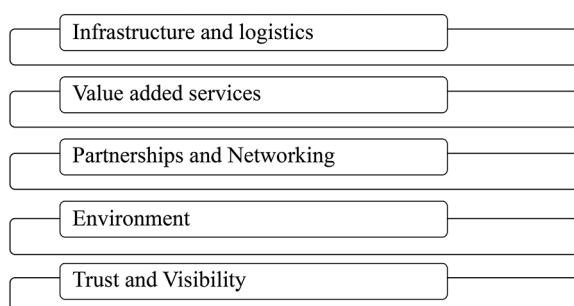 Infrastructure and logistics
Value added services
Partnerships and Networking
Environment
Trust and Visibility